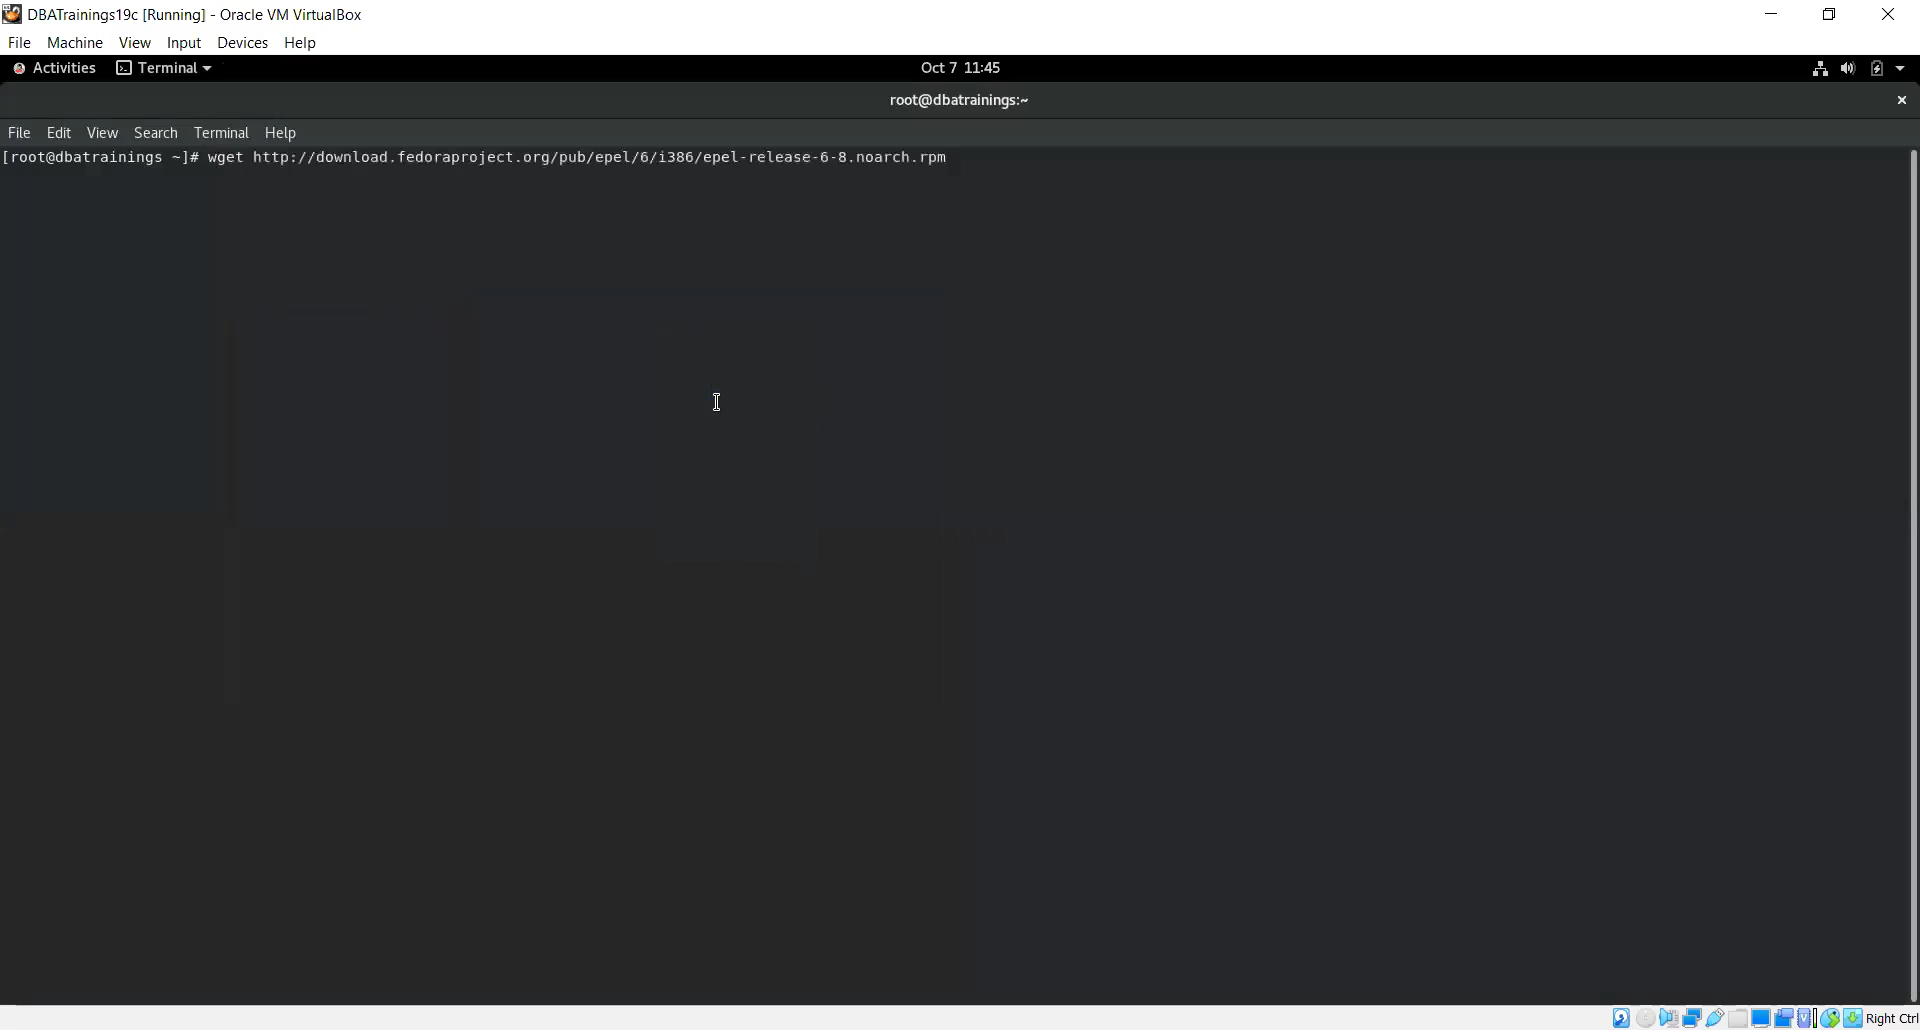 DBATrainings19c [Running] - Oracle VM VirtualBox
File Machine View Input Devices Help
Activities Terminal Oct 7 11:45
root@dbatrainings:~
File Edit View Search Terminal Help
[root@dbatrainings ~]# wget http://download.fedoraproject.org/pub/epel/6/i386/epel-release-6-8.noarch.rpm
Right Ctrl